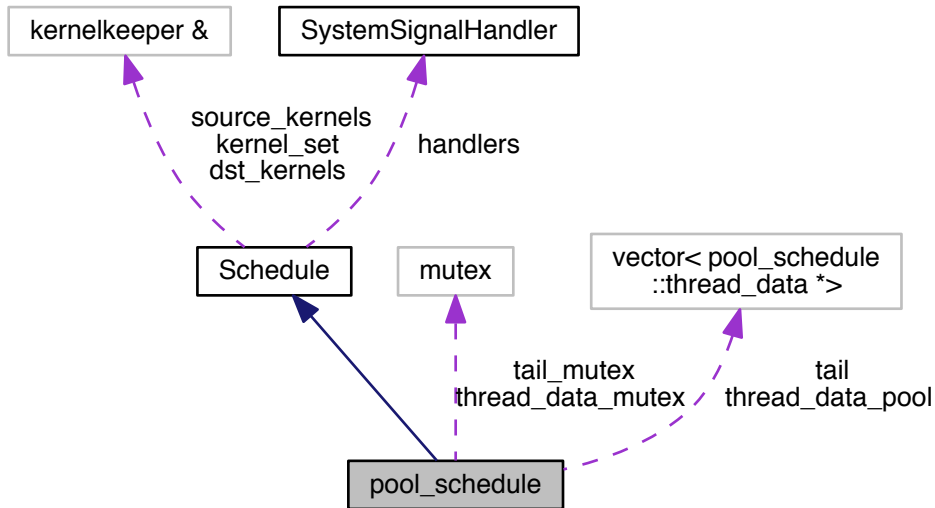 kernelkeeper &
SystemSignalHandler
source_kernels
kernel_set
dst_kernels
handlers
Schedule
mutex
vector< pool_schedule
::thread_data *>
tail_mutex
thread_data_mutex
tail
thread_data_pool
pool_schedule